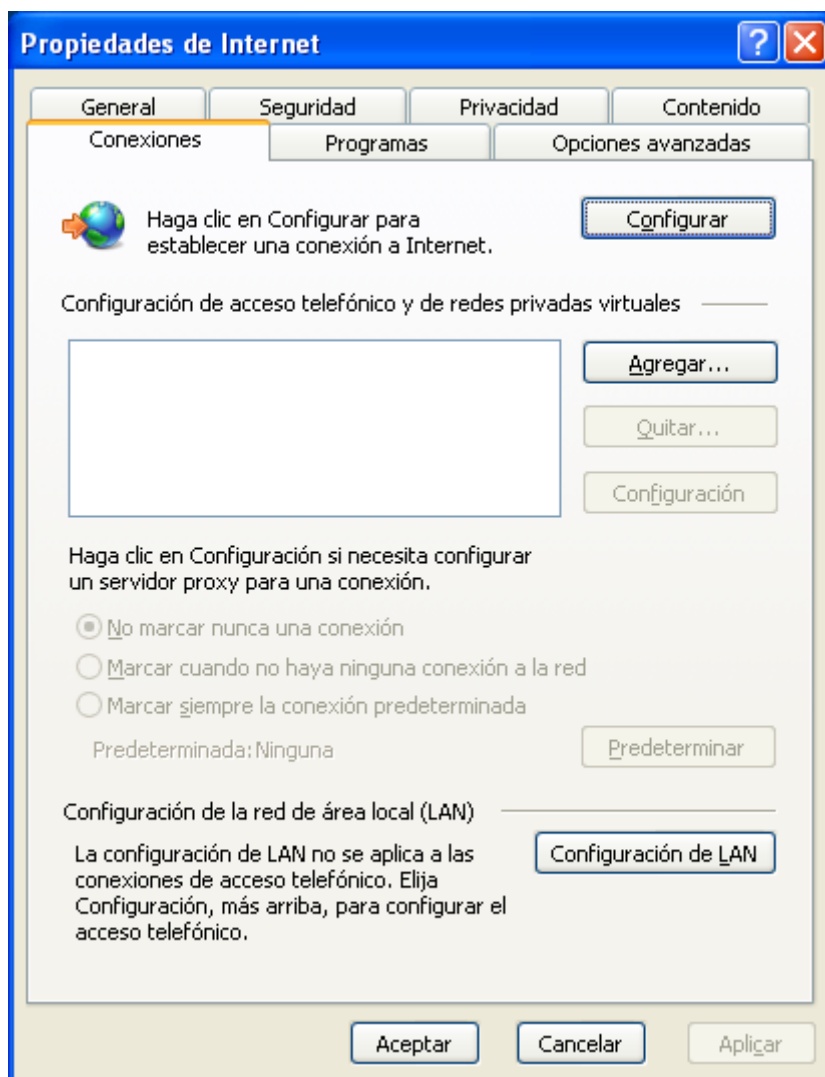 Propiedades de Internet
General Seguridad Privacidad Contenido
Conexiones Programas Opciones avanzadas
Haga clic en Configurar para
establecer una conexión a Internet.
Configurar
Configuración de acceso telefónico y de redes privadas virtuales
Agregar...
Quitar...
Configuración
Haga clic en Configuración si necesita configurar
un servidor proxy para una conexión.
No marcar nunca una conexión
Marcar cuando no haya ninguna conexión a la red
Marcar siempre la conexión predeterminada
Predeterminada: Ninguna
Predeterminar
Configuración de la red de área local (LAN)
La configuración de LAN no se aplica a las
conexiones de acceso telefónico. Elija
Configuración, más arriba, para configurar el
acceso telefónico.
Configuración de LAN
Aceptar Cancelar Aplicar